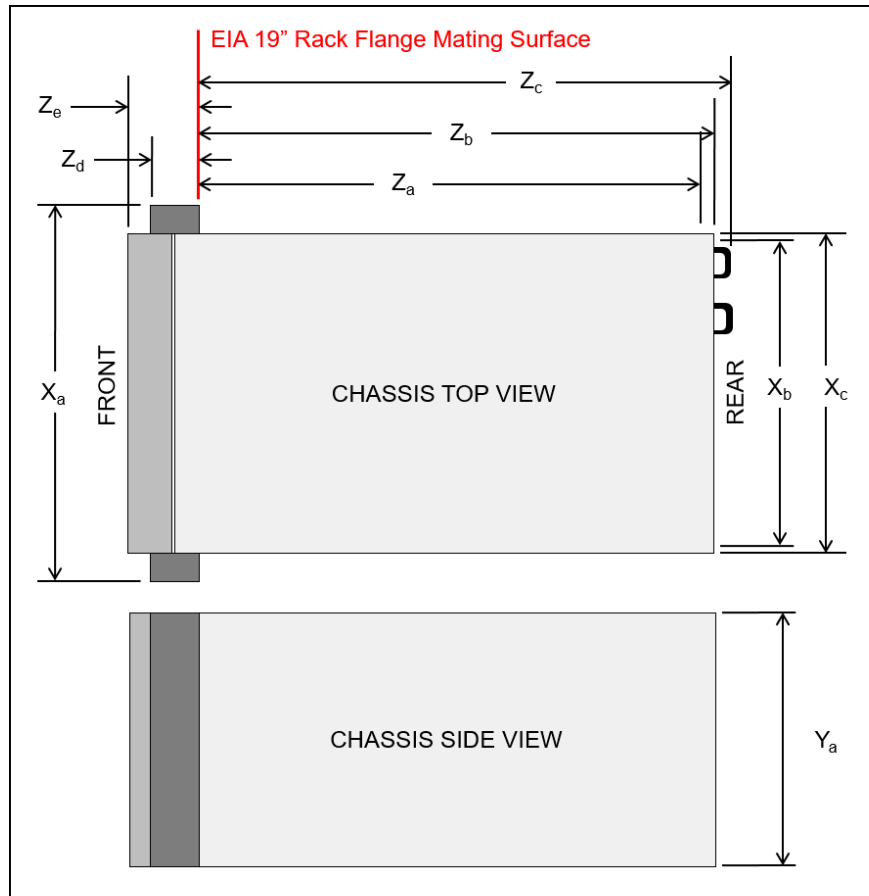 EIA 19” Rack Flange Mating Surface
Zc
Ze
Zb
Zd
Za
Xa
FRONT
CHASSIS TOP VIEW
REAR
Xb
Xc
CHASSIS SIDE VIEW
Ya